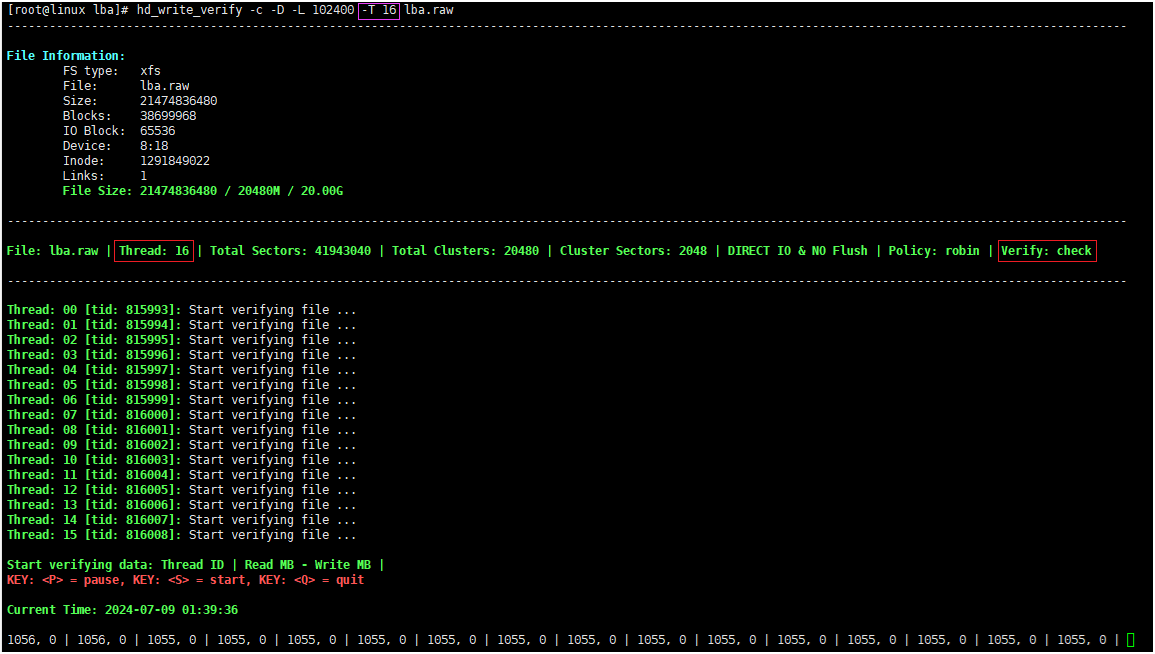 [root@linux lba]# hd_write_verify -c -D -L 102400 -T 16 lba.raw
----------------------------------------------------------------------------------------------------------------------------------------------------------------
File Information:
FS type: xfs
File: lba.raw
Size: 21474836480
Blocks: 38699968
IO Block: 65536
Device: 8:18
Inode: 1291849022
Links: 1
File Size: 21474836480 / 20480M / 20.00G
----------------------------------------------------------------------------------------------------------------------------------------------------------------
File: lba.raw | Thread: 16 | Total Sectors: 41943040 | Total Clusters: 20480 | Cluster Sectors: 2048 | DIRECT IO & NO Flush | Policy: robin | Verify: check
----------------------------------------------------------------------------------------------------------------------------------------------------------------
Thread: 00 [tid: 815993]: Start verifying file ...
Thread: 01 [tid: 815994]: Start verifying file ...
Thread: 02 [tid: 815995]: Start verifying file ...
Thread: 03 [tid: 815996]: Start verifying file ...
Thread: 04 [tid: 815997]: Start verifying file ...
Thread: 05 [tid: 815998]: Start verifying file ...
Thread: 06 [tid: 815999]: Start verifying file ...
Thread: 07 [tid: 816000]: Start verifying file ...
Thread: 08 [tid: 816001]: Start verifying file ...
Thread: 09 [tid: 816002]: Start verifying file ...
Thread: 10 [tid: 816003]: Start verifying file ...
Thread: 11 [tid: 816004]: Start verifying file ...
Thread: 12 [tid: 816005]: Start verifying file ...
Thread: 13 [tid: 816006]: Start verifying file ...
Thread: 14 [tid: 816007]: Start verifying file ...
Thread: 15 [tid: 816008]: Start verifying file ...
Start verifying data: Thread ID | Read MB - Write MB |
KEY: <P> = pause, KEY: <S> = start, KEY: <Q> = quit
Current Time: 2024-07-09 01:39:36
1056, 0 | 1056, 0 | 1055, 0 | 1055, 0 | 1055, 0 | 1055, 0 | 1055, 0 | 1055, 0 | 1055, 0 | 1055, 0 | 1055, 0 | 1055, 0 | 1055, 0 | 1055, 0 | 1055, 0 | 1055, 0 |